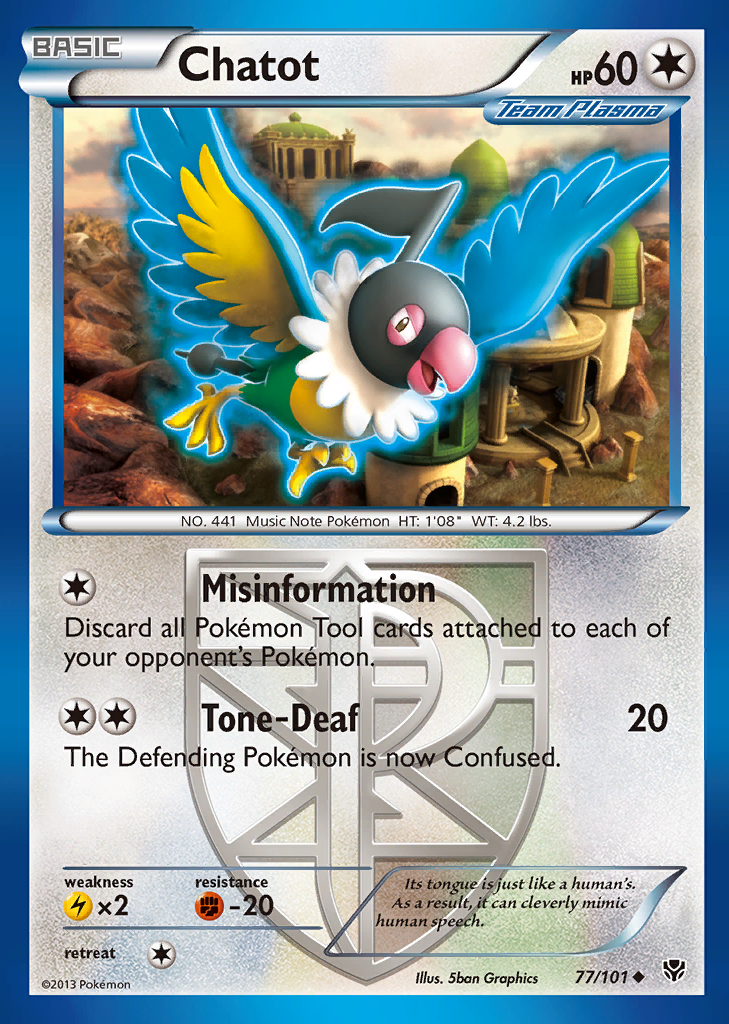 BASIC
Chatot
HP60
Team Plasma
NO. 441 Music Note Pokémon HT: 1'08" WT: 4.2 lbs.
Misinformation
Discard all Pokémon Tool cards attached to each of
your opponent's Pokémon.
Tone-Deaf 20
The Defending Pokémon is now Confused.
weakness
×2
resistance
-20
Its tongue is just like a human's.
As a result, it can cleverly mimic
human speech.
retreat
©2013 Pokémon
Illus. 5ban Graphics
77/101